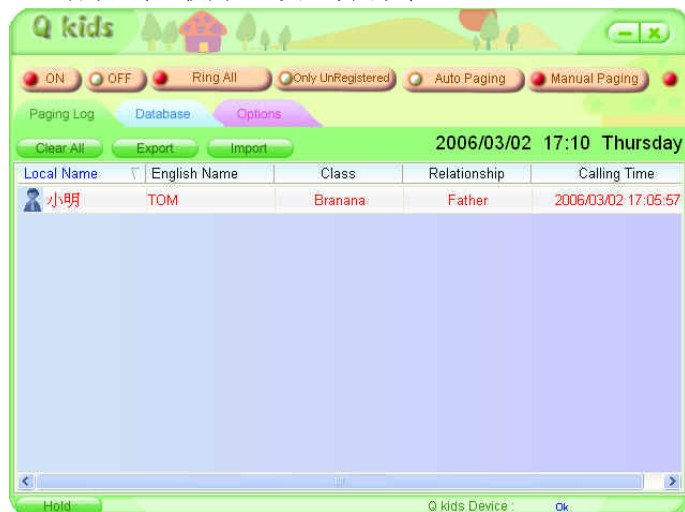 Q kids
ON OFF Ring All Only UnRegistered Auto Paging Manual Paging
Paging Log Database Options
Clear All Export Import 2006/03/02 17:10 Thursday
Local Name English Name Class Relationship Calling Time
小明 TOM Branana Father 2006/03/02 17:05:57
Hold Q kids Device : Ok